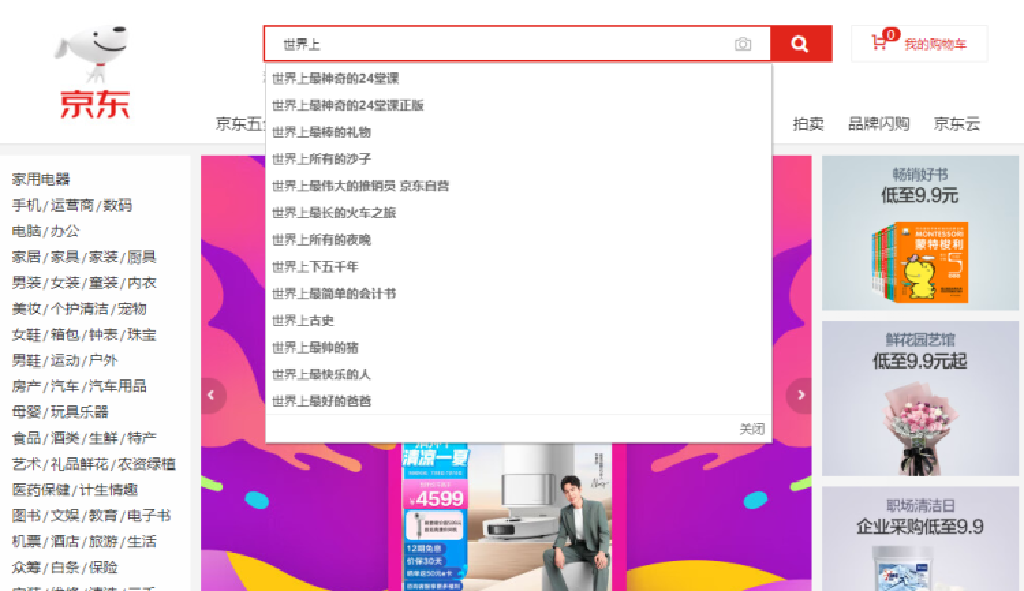 世界上
0
我的购物车
京东
世界上最神奇的24堂课
世界上最神奇的24堂课正版
世界上最棒的礼物
世界上所有的沙子
世界上最伟大的推销员 京东自营
世界上最长的火车之旅
世界上所有的夜晚
世界上下五千年
世界上最简单的会计书
世界上古史
世界上最帅的猪
世界上最快乐的人
世界上最好的爸爸
关闭
京东五
拍卖
品牌闪购
京东云
家用电器
手机/运营商/数码
电脑/办公
家居/家具/家装/厨具
男装/女装/童装/内衣
美妆/个护清洁/宠物
女鞋/箱包/钟表/珠宝
男鞋/运动/户外
房产/汽车/汽车用品
母婴/玩具乐器
食品/酒类/生鲜/特产
艺术/礼品鲜花/农资绿植
医药保健/计生情趣
图书/文娱/教育/电子书
机票/酒店/旅游/生活
众筹/白条/保险
清凉一夏
¥4599
12期免息
价保30天
畅销好书
低至9.9元
MONTESSORI
蒙特梭利
鲜花园艺馆
低至9.9元起
职场清洁日
企业采购低至9.9